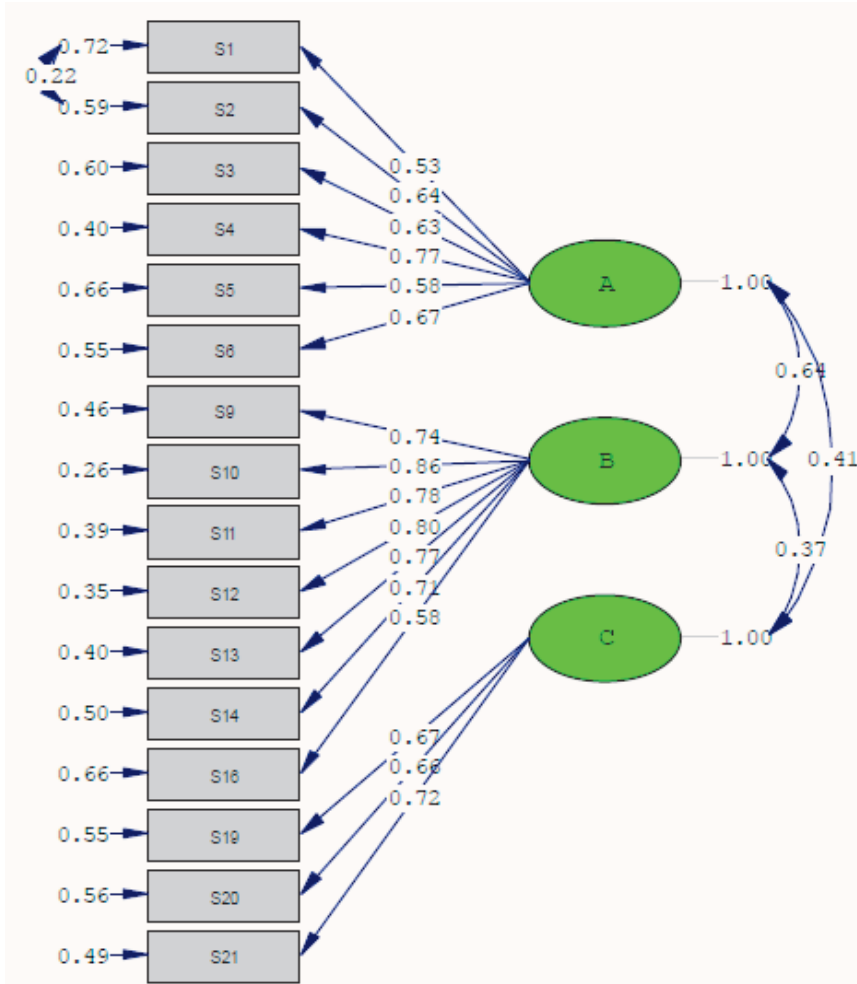 0.72 S1
0.22
0.59 S2
0.60 S3
0.53
0.64
0.40 S4
0.63
0.77
0.66 S5
0.58
A 1.00
0.67
0.55 S6
0.64
0.46 S9
0.74
0.26 S10
0.86
B 1.00 0.41
0.78
0.39 S11
0.80
0.77
0.37
0.35 S12
0.71
0.58
0.40 S13
C 1.00
0.50 S14
0.67
0.66 S16
0.66
0.72
0.55 S19
0.56 S20
0.49 S21